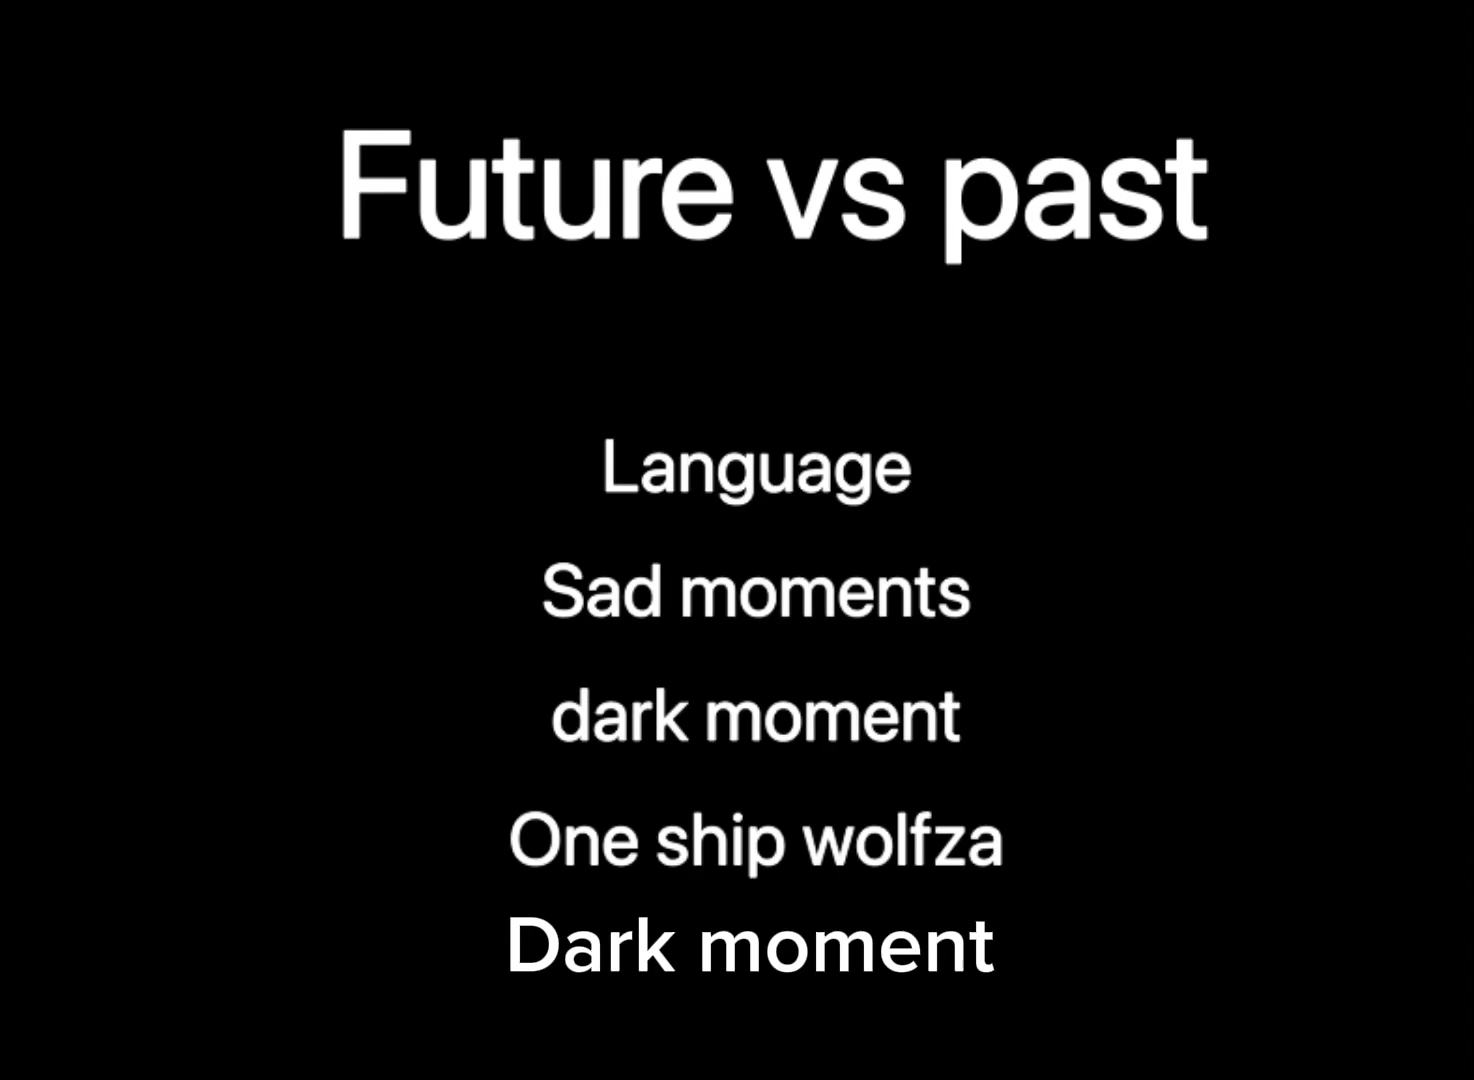 Future vs past
Language
Sad moments
dark moment
One ship wolfza
Dark moment